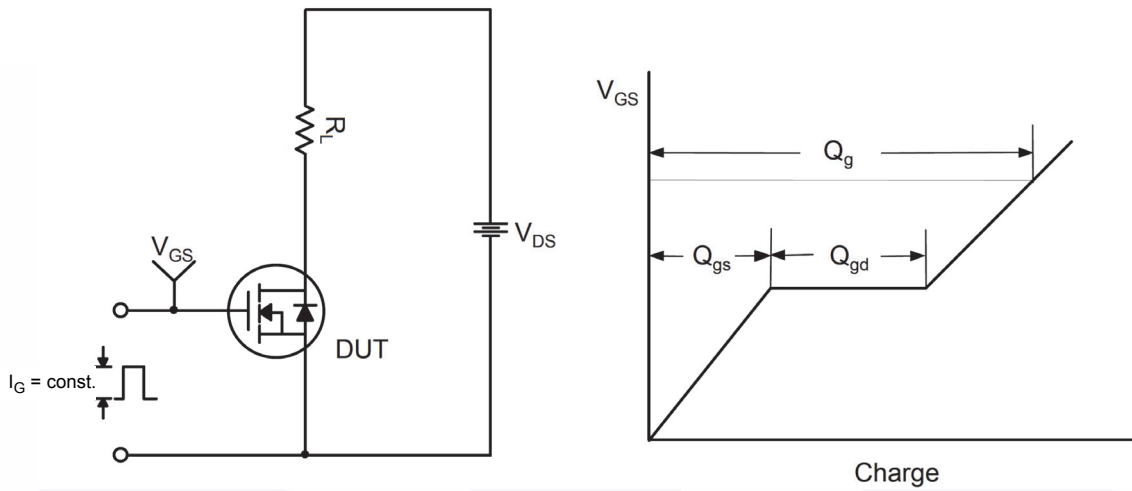 R_L
V_DS
V_GS
DUT
I_G = const.
V_GS
Q_g
Q_gs
Q_gd
Charge